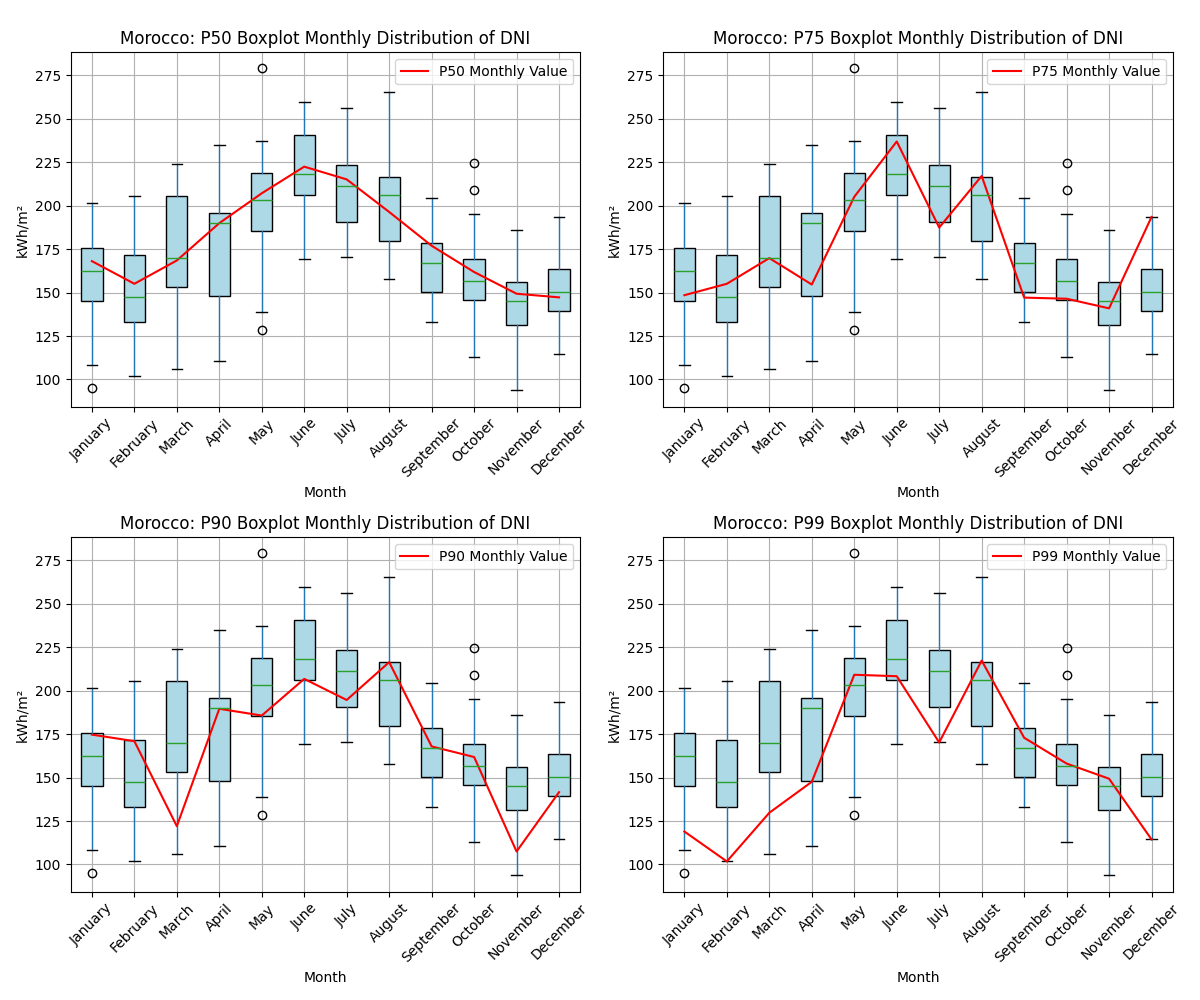 Morocco: P50 Boxplot Monthly Distribution of DNI
P50 Monthly Value
kWh/m²
275
250
225
200
175
150
125
100
January
February
March
April
May
June
July
August
September
October
November
December
Month
Morocco: P75 Boxplot Monthly Distribution of DNI
P75 Monthly Value
kWh/m²
275
250
225
200
175
150
125
100
January
February
March
April
May
June
July
August
September
October
November
December
Month
Morocco: P90 Boxplot Monthly Distribution of DNI
P90 Monthly Value
kWh/m²
275
250
225
200
175
150
125
100
January
February
March
April
May
June
July
August
September
October
November
December
Month
Morocco: P99 Boxplot Monthly Distribution of DNI
P99 Monthly Value
kWh/m²
275
250
225
200
175
150
125
100
January
February
March
April
May
June
July
August
September
October
November
December
Month